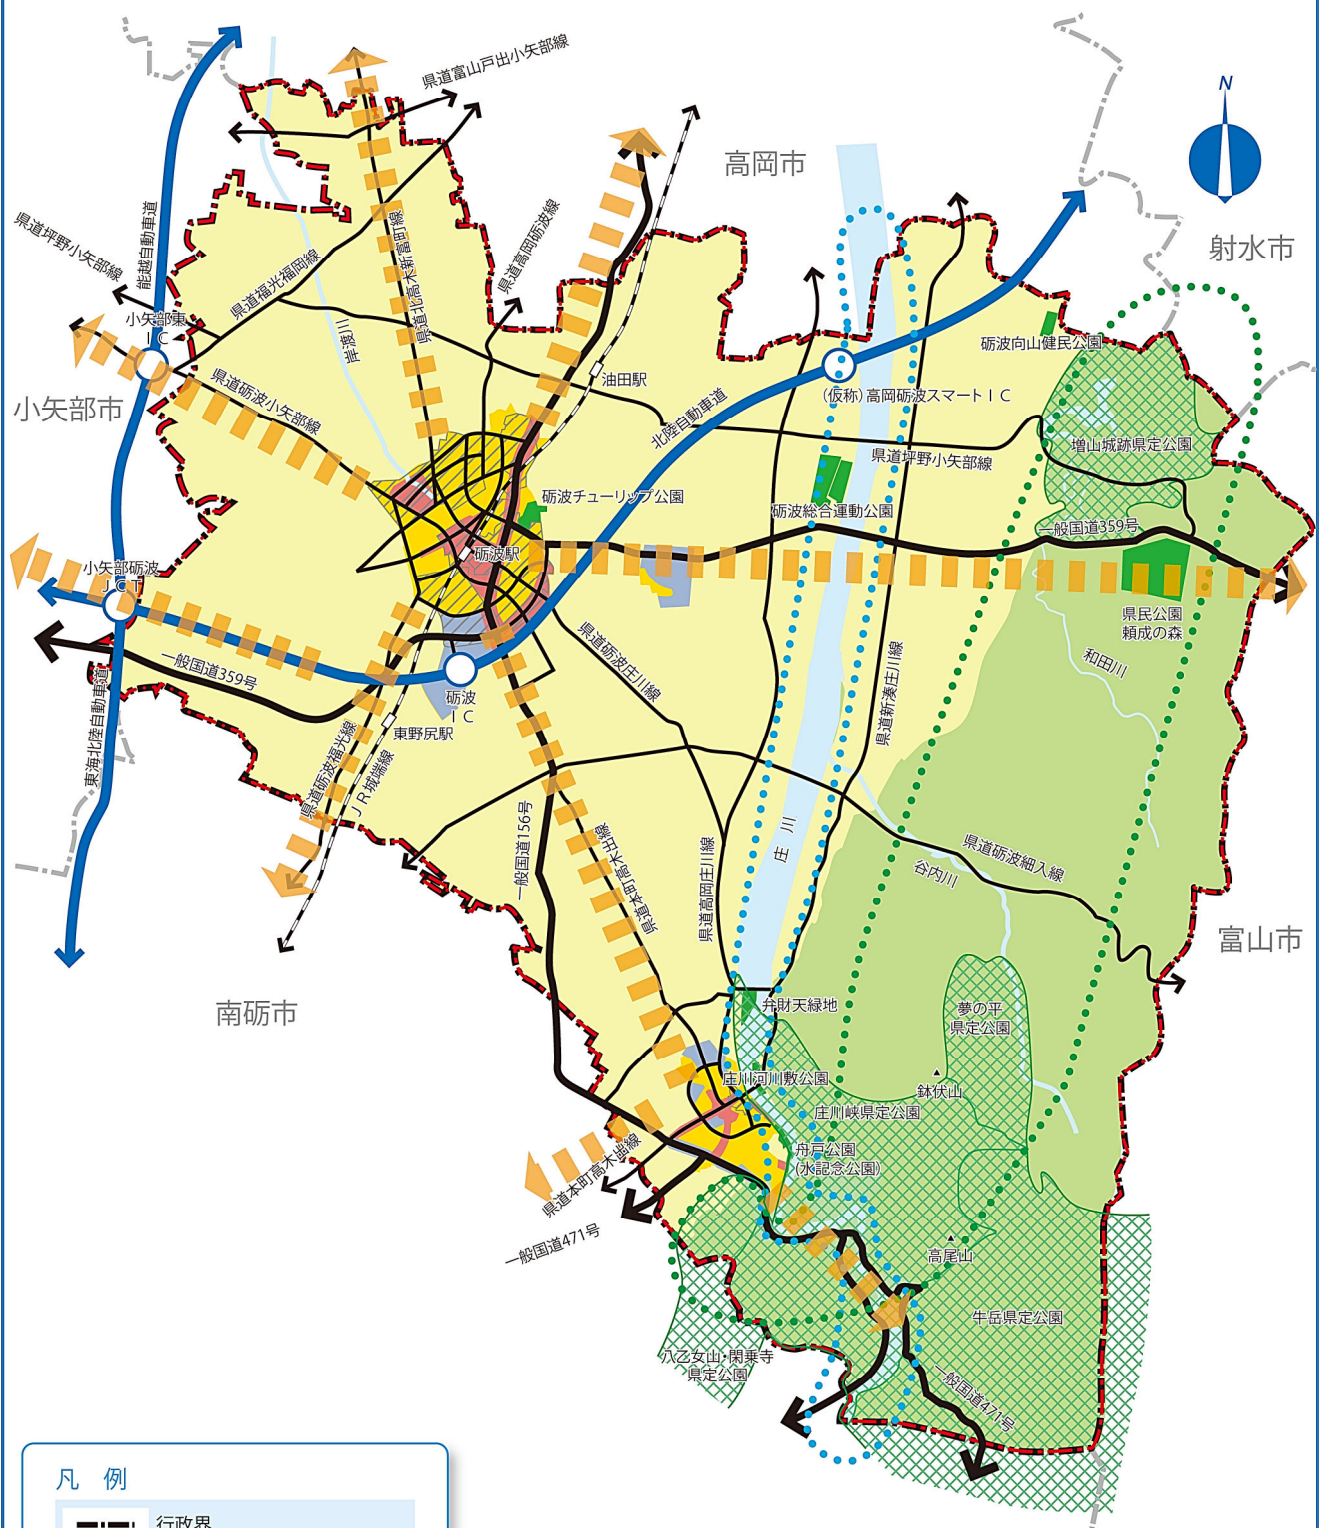 県道富山戸出小矢部線
N
高岡市
射水市
県道坪野小矢部線
能越自動車道
県道福光福岡線
県道北高木新富町線
県道高岡砺波線
小矢部東
ＩＣ
岸渡川
砺波向山健民公園
小矢部市
県道砺波小矢部線
油田駅
北陸自動車道
(仮称)高岡砺波スマートＩＣ
増山城跡県定公園
県道坪野小矢部線
砺波チューリップ公園
砺波総合運動公園
一般国道359号
砺波駅
小矢部砺波
ＪＣＴ
県民公園
頼成の森
一般国道359号
県道砺波庄川線
県道新湊庄川線
和田川
砺波
ＩＣ
東野尻駅
東海北陸自動車道
県道砺波福光線
ＪＲ城端線
一般国道156号
県道本町高木出線
県道高岡庄川線
庄川
県道砺波細入線
谷内川
富山市
南砺市
弁財天緑地
夢の平
県定公園
庄川河川敷公園
鉢伏山
庄川峡県定公園
舟戸公園
(水記念公園)
県道本町高木出線
一般国道471号
高尾山
牛岳県定公園
八乙女山・閑乗寺
県定公園
一般国道471号
凡 例
行政界